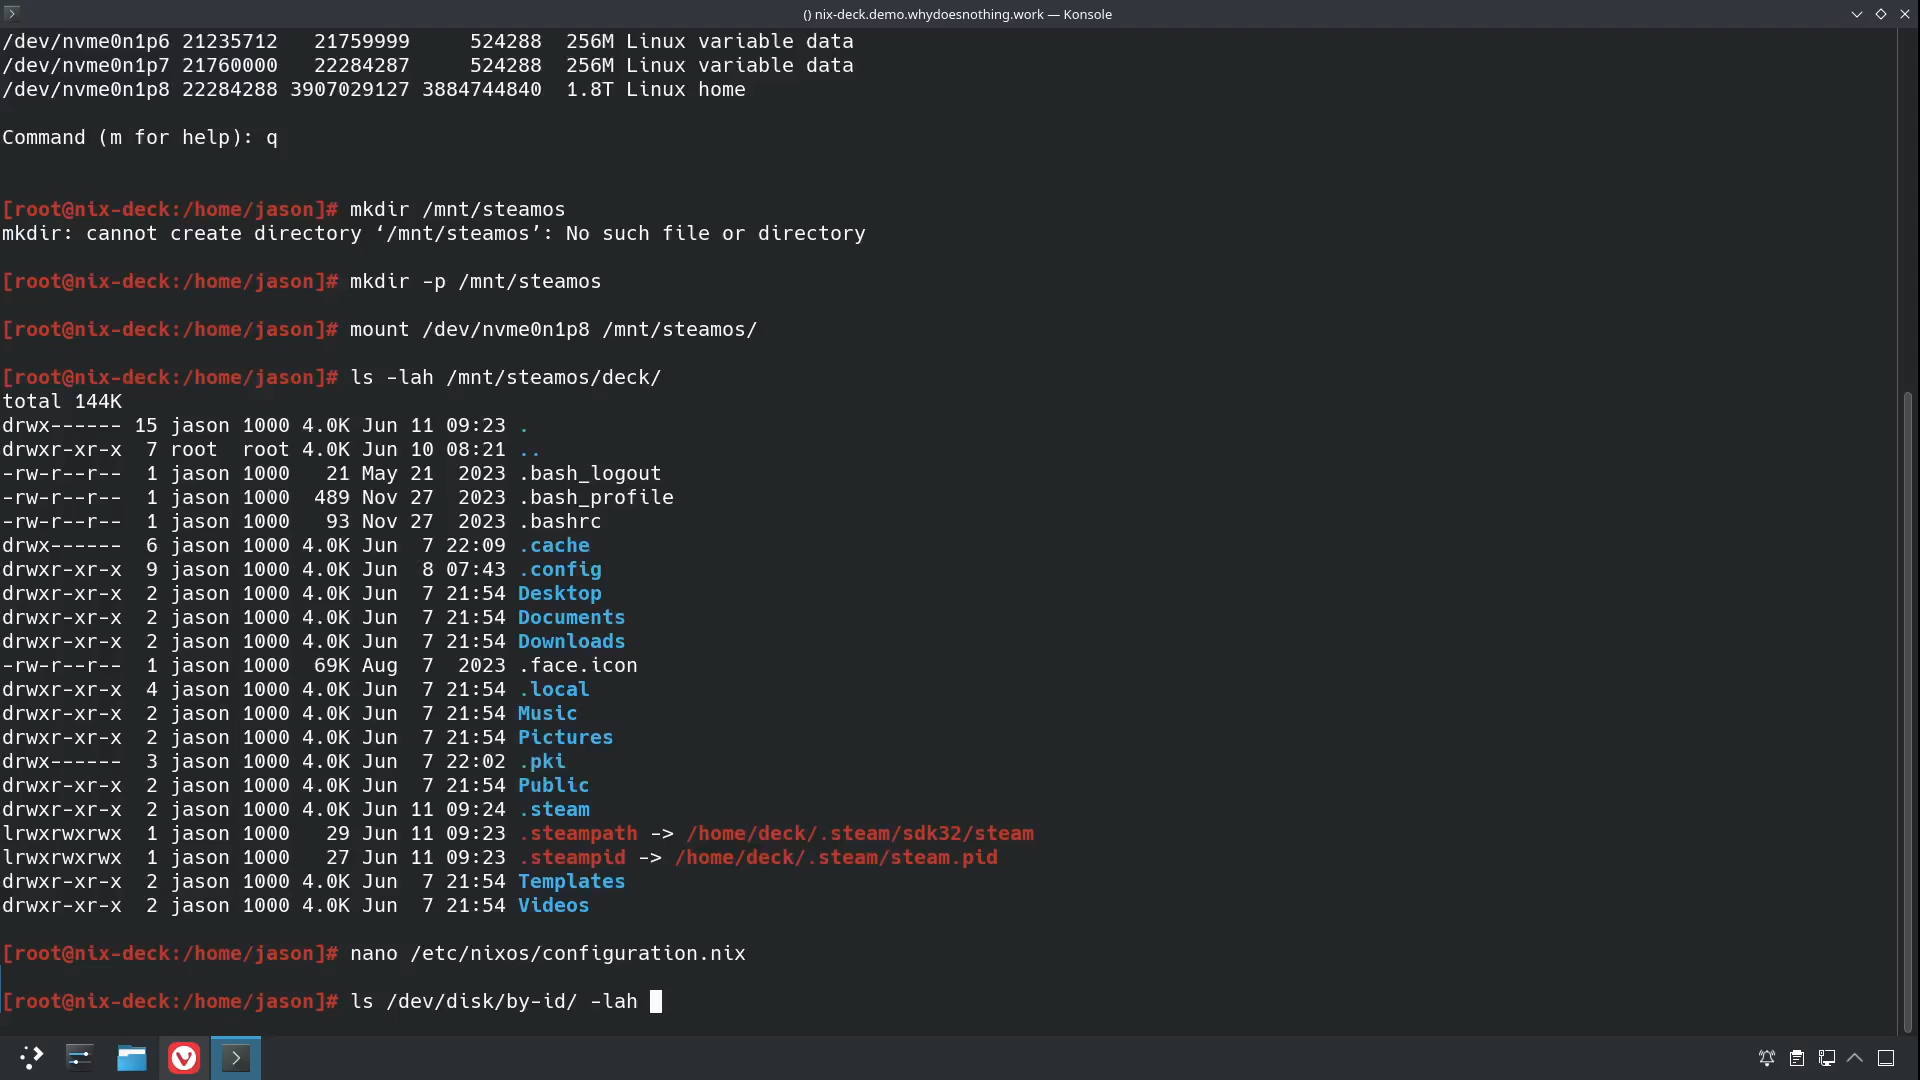 () nix-deck.demo.whydoesnothing.work — Konsole
/dev/nvme0n1p6 21235712   21759999     524288  256M Linux variable data
/dev/nvme0n1p7 21760000   22284287     524288  256M Linux variable data
/dev/nvme0n1p8 22284288 3907029127 3884744840  1.8T Linux home
Command (m for help): q
[root@nix-deck:/home/jason]# mkdir /mnt/steamos
mkdir: cannot create directory ‘/mnt/steamos’: No such file or directory
[root@nix-deck:/home/jason]# mkdir -p /mnt/steamos
[root@nix-deck:/home/jason]# mount /dev/nvme0n1p8 /mnt/steamos/
[root@nix-deck:/home/jason]# ls -lah /mnt/steamos/deck/
total 144K
drwx------ 15 jason 1000 4.0K Jun 11 09:23 .
drwxr-xr-x  7 root  root 4.0K Jun 10 08:21 ..
-rw-r--r--  1 jason 1000   21 May 21  2023 .bash_logout
-rw-r--r--  1 jason 1000  489 Nov 27  2023 .bash_profile
-rw-r--r--  1 jason 1000   93 Nov 27  2023 .bashrc
drwx------  6 jason 1000 4.0K Jun  7 22:09 .cache
drwxr-xr-x  9 jason 1000 4.0K Jun  8 07:43 .config
drwxr-xr-x  2 jason 1000 4.0K Jun  7 21:54 Desktop
drwxr-xr-x  2 jason 1000 4.0K Jun  7 21:54 Documents
drwxr-xr-x  2 jason 1000 4.0K Jun  7 21:54 Downloads
-rw-r--r--  1 jason 1000  69K Aug  7  2023 .face.icon
drwxr-xr-x  4 jason 1000 4.0K Jun  7 21:54 .local
drwxr-xr-x  2 jason 1000 4.0K Jun  7 21:54 Music
drwxr-xr-x  2 jason 1000 4.0K Jun  7 21:54 Pictures
drwx------  3 jason 1000 4.0K Jun  7 22:02 .pki
drwxr-xr-x  2 jason 1000 4.0K Jun  7 21:54 Public
drwxr-xr-x  2 jason 1000 4.0K Jun 11 09:24 .steam
lrwxrwxrwx  1 jason 1000   29 Jun 11 09:23 .steampath -> /home/deck/.steam/sdk32/steam
lrwxrwxrwx  1 jason 1000   27 Jun 11 09:23 .steampid -> /home/deck/.steam/steam.pid
drwxr-xr-x  2 jason 1000 4.0K Jun  7 21:54 Templates
drwxr-xr-x  2 jason 1000 4.0K Jun  7 21:54 Videos
[root@nix-deck:/home/jason]# nano /etc/nixos/configuration.nix
[root@nix-deck:/home/jason]# ls /dev/disk/by-id/ -lah